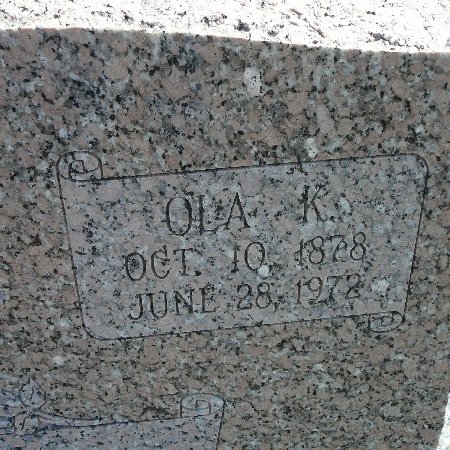 OLA K.
OCT. 10, 1878
JUNE 28, 1972